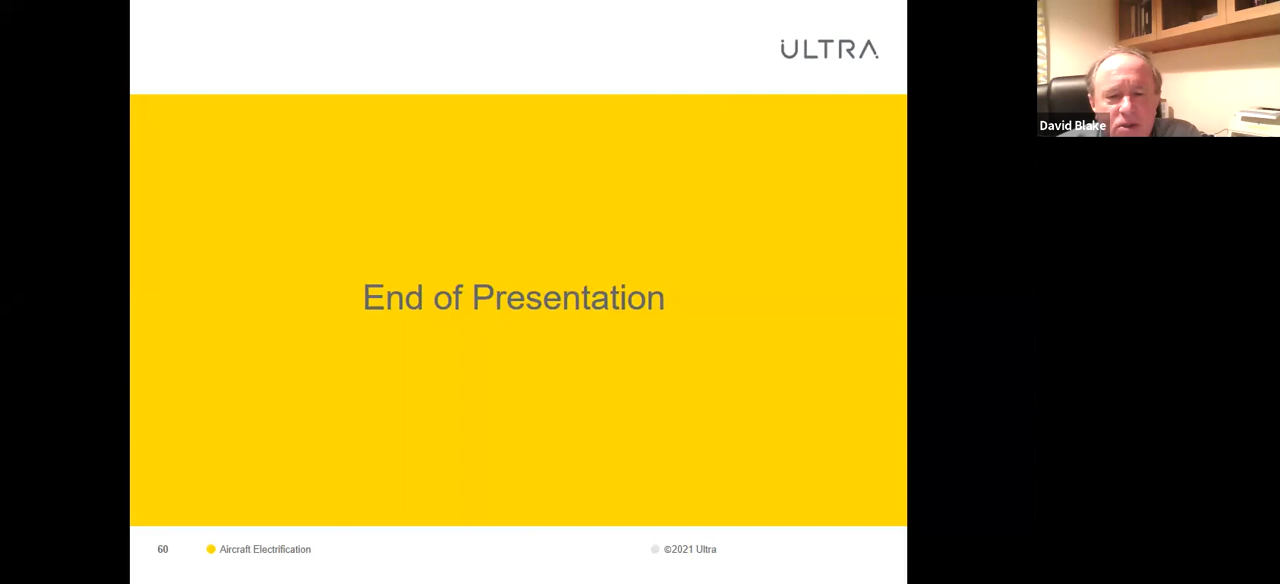 ULTRA
David Blake
End of Presentation
60
Aircraft Electrification
©2021 Ultra